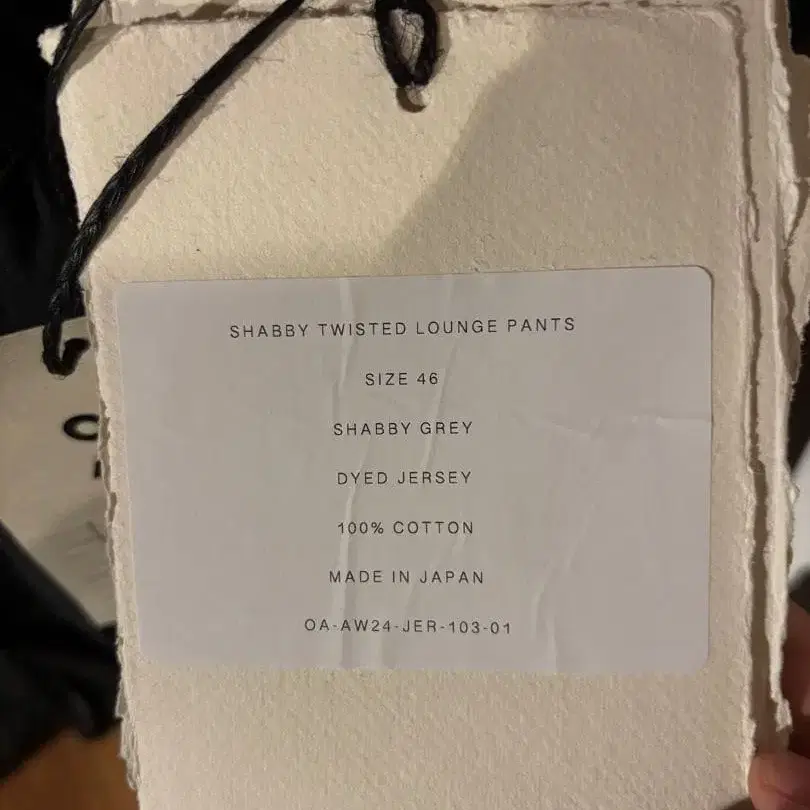 SHABBY TWISTED LOUNGE PANTS
SIZE 46
SHABBY GREY
DYED JERSEY
100% COTTON
MADE IN JAPAN
OA-AW24-JER-103-01